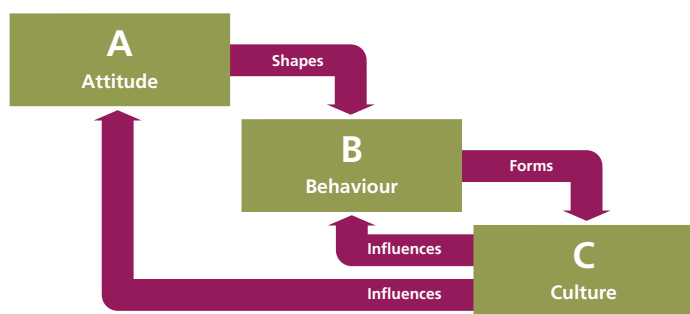 A
Attitude
Shapes
B
Behaviour
Forms
Influences
C
Culture
Influences